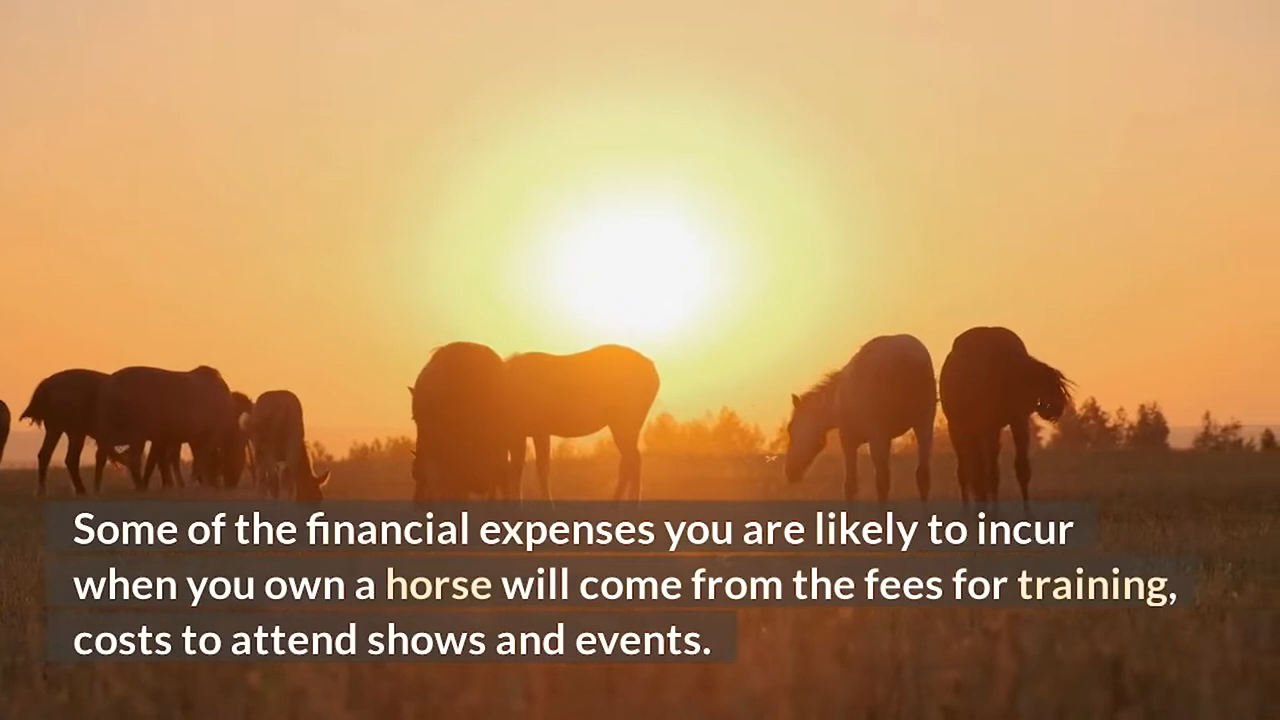 Some of the financial expenses you are likely to incur
when you own a horse will come from the fees for training,
costs to attend shows and events.